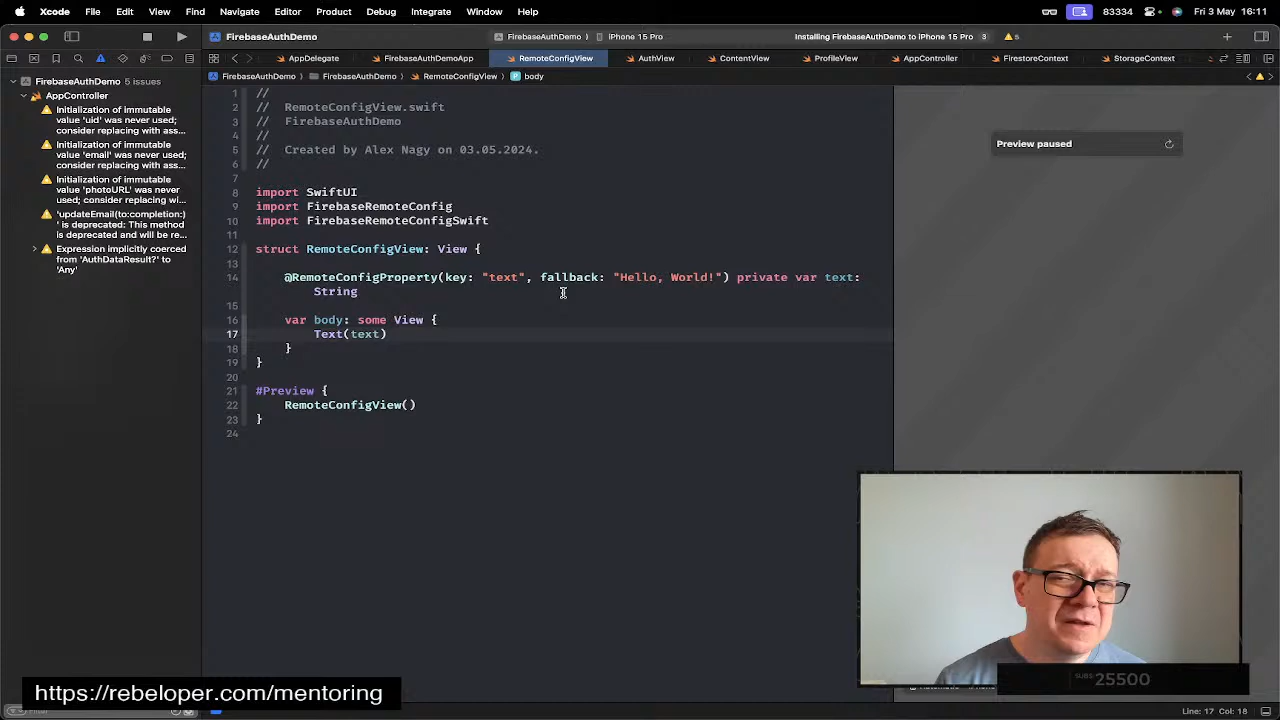 Xcode File Edit View Find Navigate Editor Product Debug Integrate Window Help 83334 Fri 3 May 16:11
FirebaseAuthDemo FirebaseAuthDemo iPhone 15 Pro Installing FirebaseAuthDemo to iPhone 15 Pro 3 5
AppDelegate FirebaseAuthDemoApp RemoteConfigView AuthView ContentView ProfileView AppController FirestoreContext StorageContext
FirebaseAuthDemo FirebaseAuthDemo RemoteConfigView body
FirebaseAuthDemo 5 issues
AppController
Initialization of immutable
value 'uid' was never used;
consider replacing with ass...
Initialization of immutable
value 'email' was never used;
consider replacing with ass...
Initialization of immutable
value 'photoURL' was never
used; consider replacing wi...
'updateEmail(to:completion:)
' is deprecated: This method
is deprecated and will be re...
Expression implicitly coerced
from 'AuthDataResult?' to
'Any'
1 //
2 // RemoteConfigView.swift
3 // FirebaseAuthDemo
4 //
5 // Created by Alex Nagy on 03.05.2024.
6 //
7
8 import SwiftUI
9 import FirebaseRemoteConfig
10 import FirebaseRemoteConfigSwift
11
12 struct RemoteConfigView: View {
13
14 @RemoteConfigProperty(key: "text", fallback: "Hello, World!") private var text:
String
15
16 var body: some View {
17 Text(text)
18 }
19 }
20
21 #Preview {
22 RemoteConfigView()
23 }
24
Preview paused
https://rebeloper.com/mentoring
SUBS: 25500
Filter
Line: 17 Col: 18